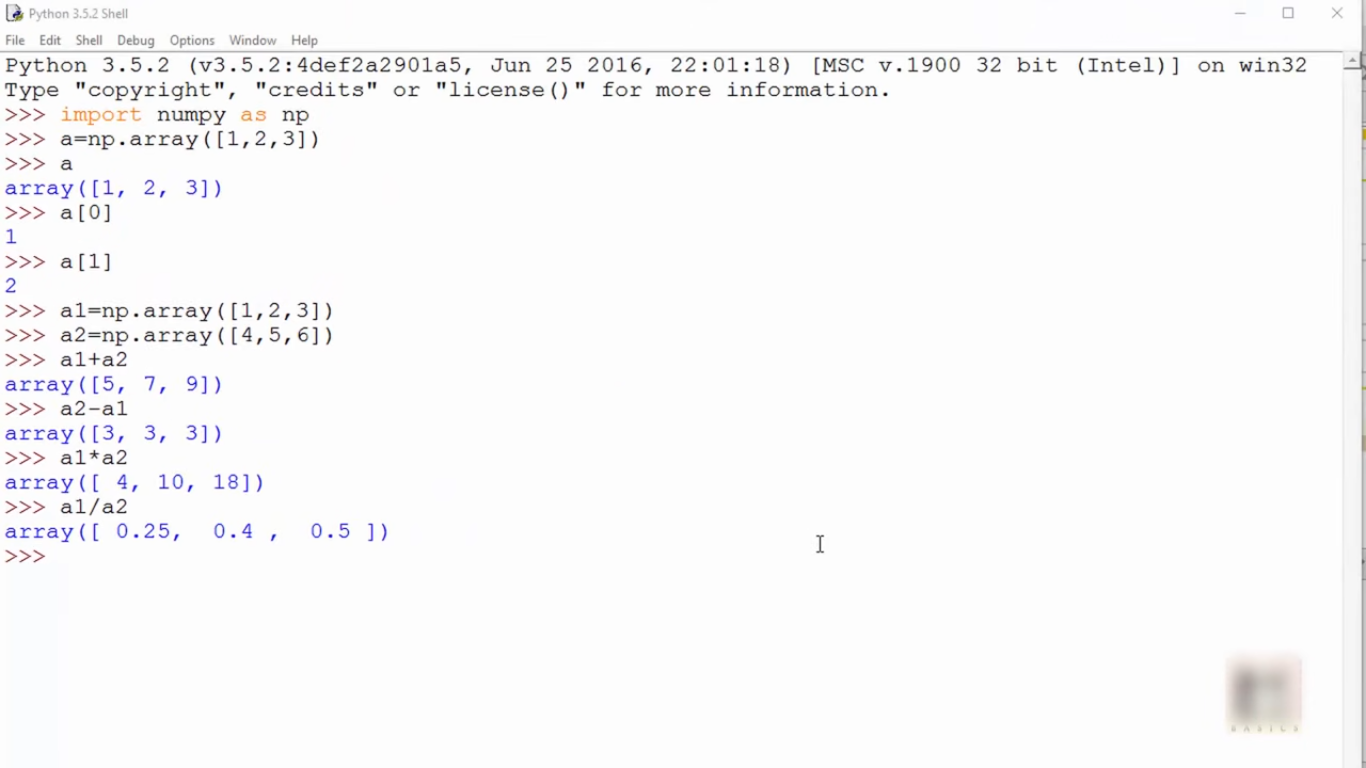 Python 3.5.2 Shell
File Edit Shell Debug Options Window Help
Python 3.5.2 (v3.5.2:4def2a2901a5, Jun 25 2016, 22:01:18) [MSC v.1900 32 bit (Intel)] on win32
Type "copyright", "credits" or "license()" for more information.
>>> import numpy as np
>>> a=np.array([1,2,3])
>>> a
array([1, 2, 3])
>>> a[0]
1
>>> a[1]
2
>>> a1=np.array([1,2,3])
>>> a2=np.array([4,5,6])
>>> a1+a2
array([5, 7, 9])
>>> a2-a1
array([3, 3, 3])
>>> a1*a2
array([ 4, 10, 18])
>>> a1/a2
array([ 0.25,  0.4 ,  0.5 ])
>>>
BASICS